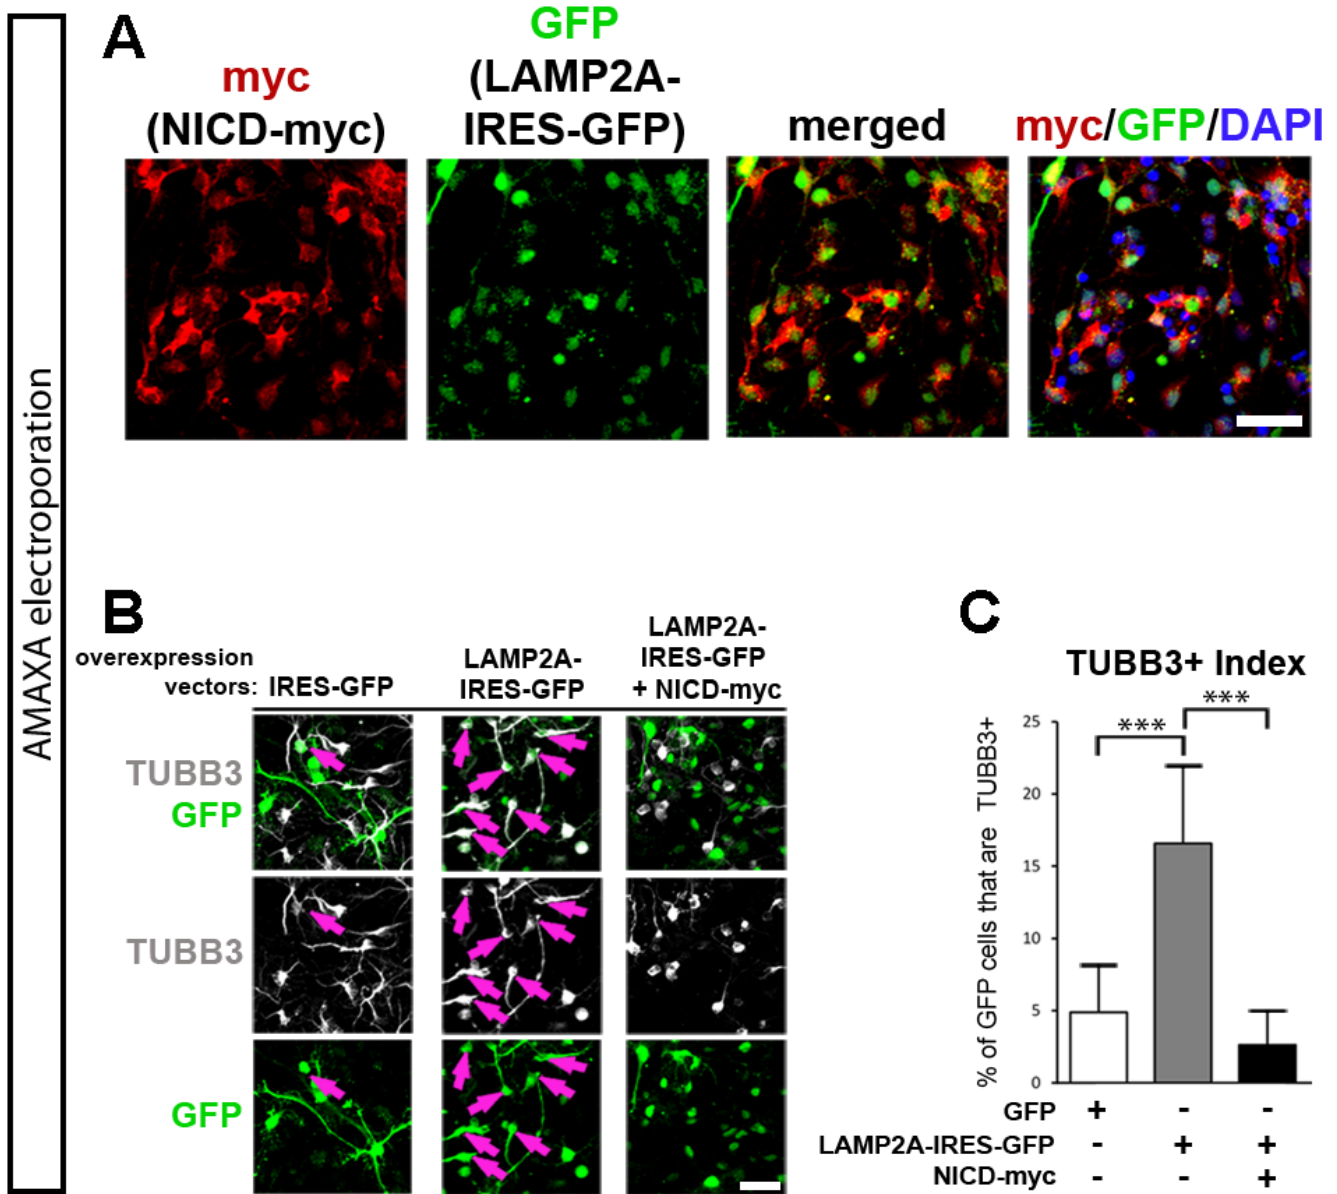 AMAXA electroporation
A
myc
(NICD-myc)
GFP
(LAMP2A-
IRES-GFP)
merged
myc/GFP/DAPI
B
overexpression
vectors:
IRES-GFP
LAMP2A-
IRES-GFP
LAMP2A-
IRES-GFP
+ NICD-myc
TUBB3
GFP
TUBB3
GFP
C
TUBB3+ Index
***
***
% of GFP cells that are TUBB3+
25
20
15
10
5
0
GFP + - -
LAMP2A-IRES-GFP - + +
NICD-myc - - +